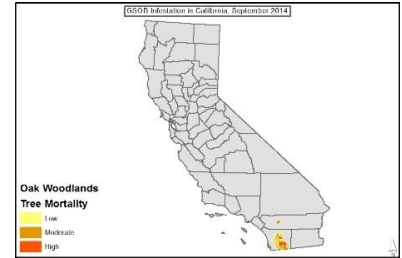 GSOB Infestation in California, September 2014
Oak Woodlands
Tree Mortality
Low
Moderate
High
N